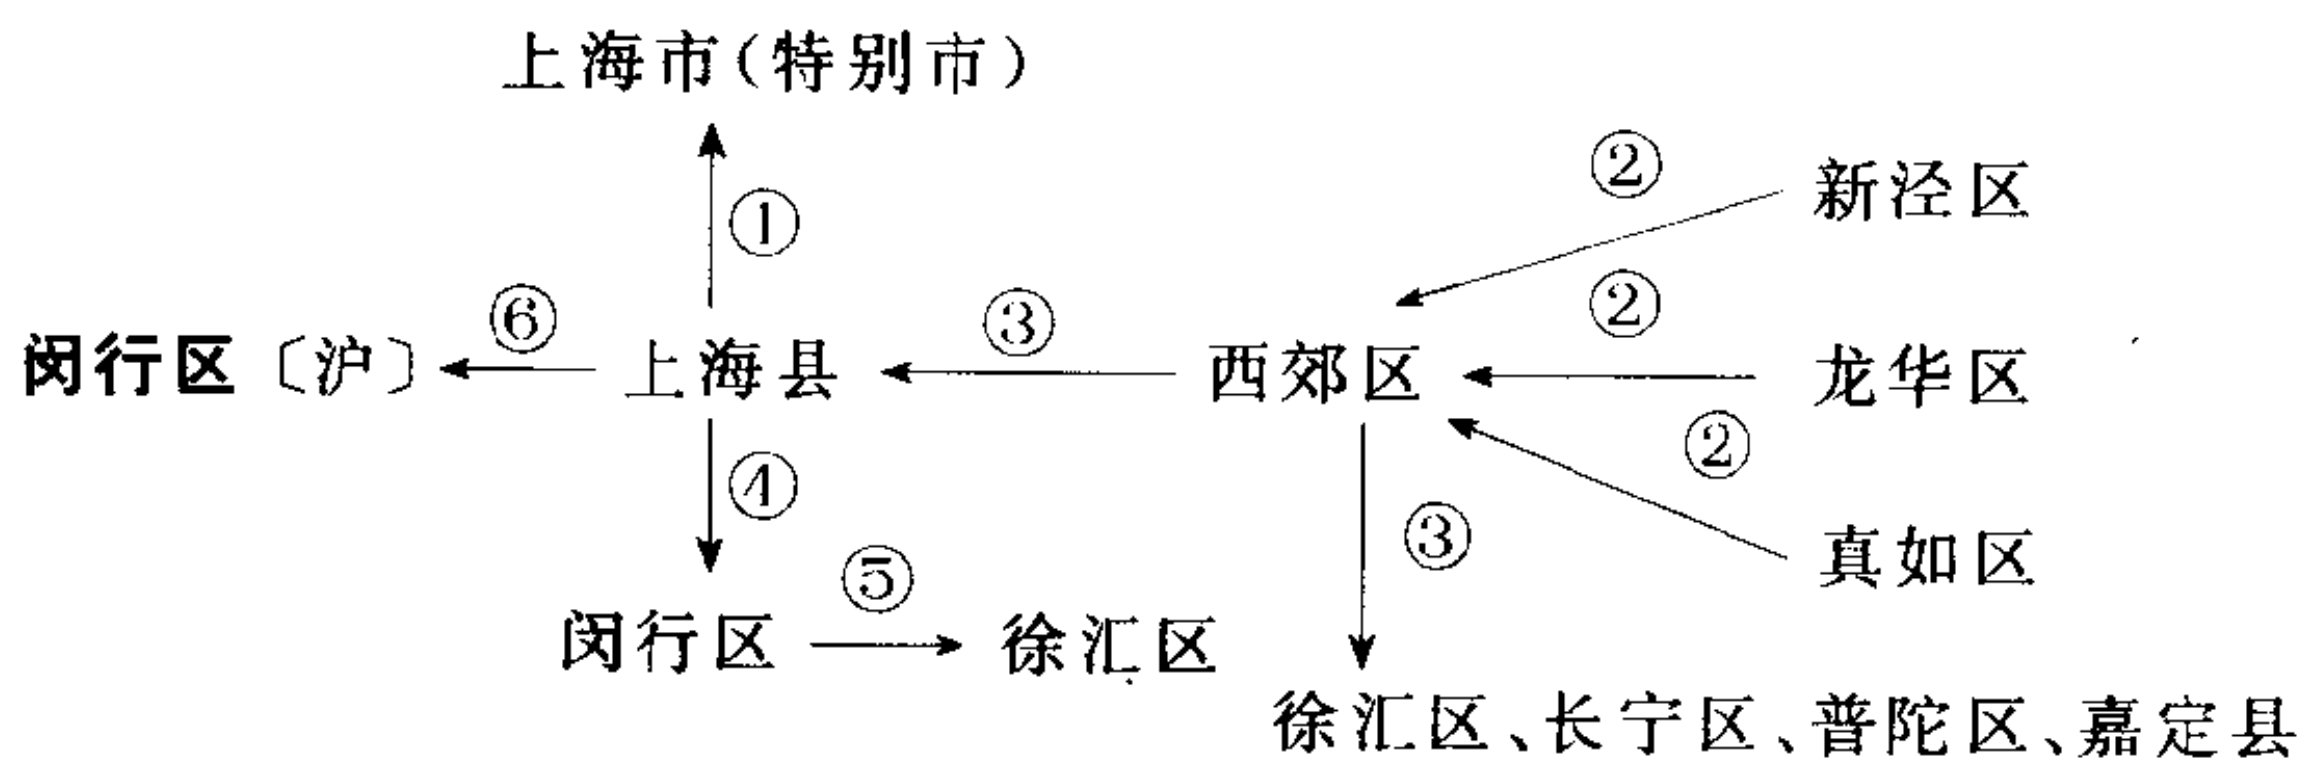 上海市(特别市)
②
新泾区
①
②
⑥
③
闵行区〔沪〕
上海县
西郊区
龙华区
②
④
③
⑤
真如区
闵行区
徐汇区
徐汇区、长宁区、普陀区、嘉定县